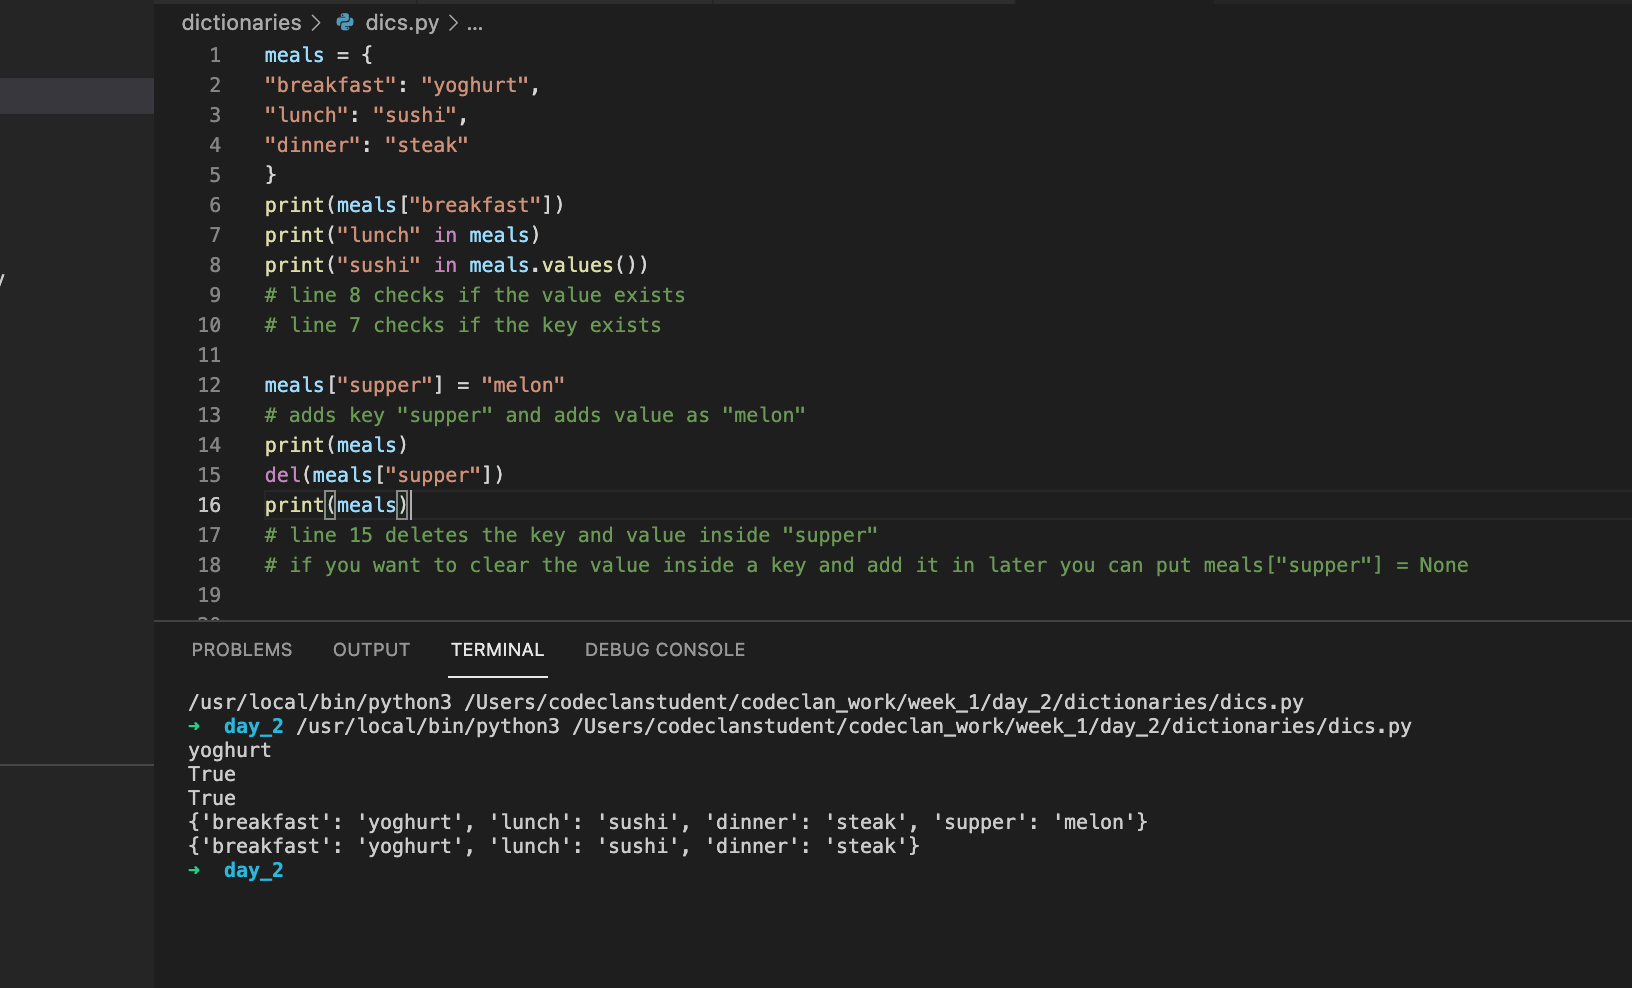 dictionaries > dics.py > ...
1 meals = {
2 "breakfast": "yoghurt",
3 "lunch": "sushi",
4 "dinner": "steak"
5 }
6 print(meals["breakfast"])
7 print("lunch" in meals)
8 print("sushi" in meals.values())
9 # line 8 checks if the value exists
10 # line 7 checks if the key exists
11
12 meals["supper"] = "melon"
13 # adds key "supper" and adds value as "melon"
14 print(meals)
15 del(meals["supper"])
16 print(meals)
17 # line 15 deletes the key and value inside "supper"
18 # if you want to clear the value inside a key and add it in later you can put meals["supper"] = None
19
PROBLEMS OUTPUT TERMINAL DEBUG CONSOLE
/usr/local/bin/python3 /Users/codeclanstudent/codeclan_work/week_1/day_2/dictionaries/dics.py
→ day_2 /usr/local/bin/python3 /Users/codeclanstudent/codeclan_work/week_1/day_2/dictionaries/dics.py
yoghurt
True
True
{'breakfast': 'yoghurt', 'lunch': 'sushi', 'dinner': 'steak', 'supper': 'melon'}
{'breakfast': 'yoghurt', 'lunch': 'sushi', 'dinner': 'steak'}
→ day_2